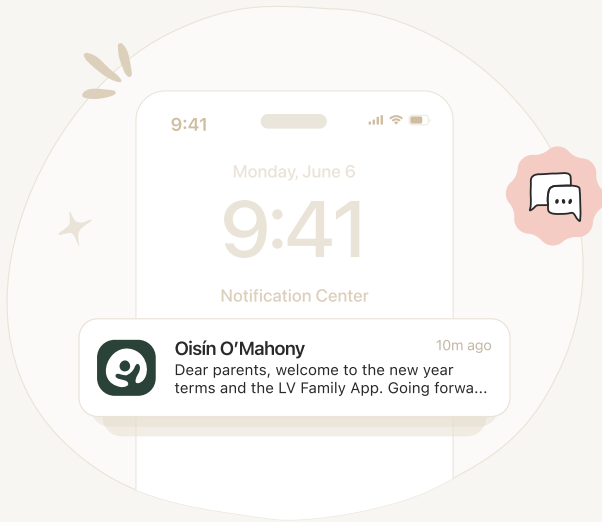 9:41
Monday, June 6
9:41
Notification Center
Oisín O’Mahony
10m ago
Dear parents, welcome to the new year
terms and the LV Family App. Going forwa...